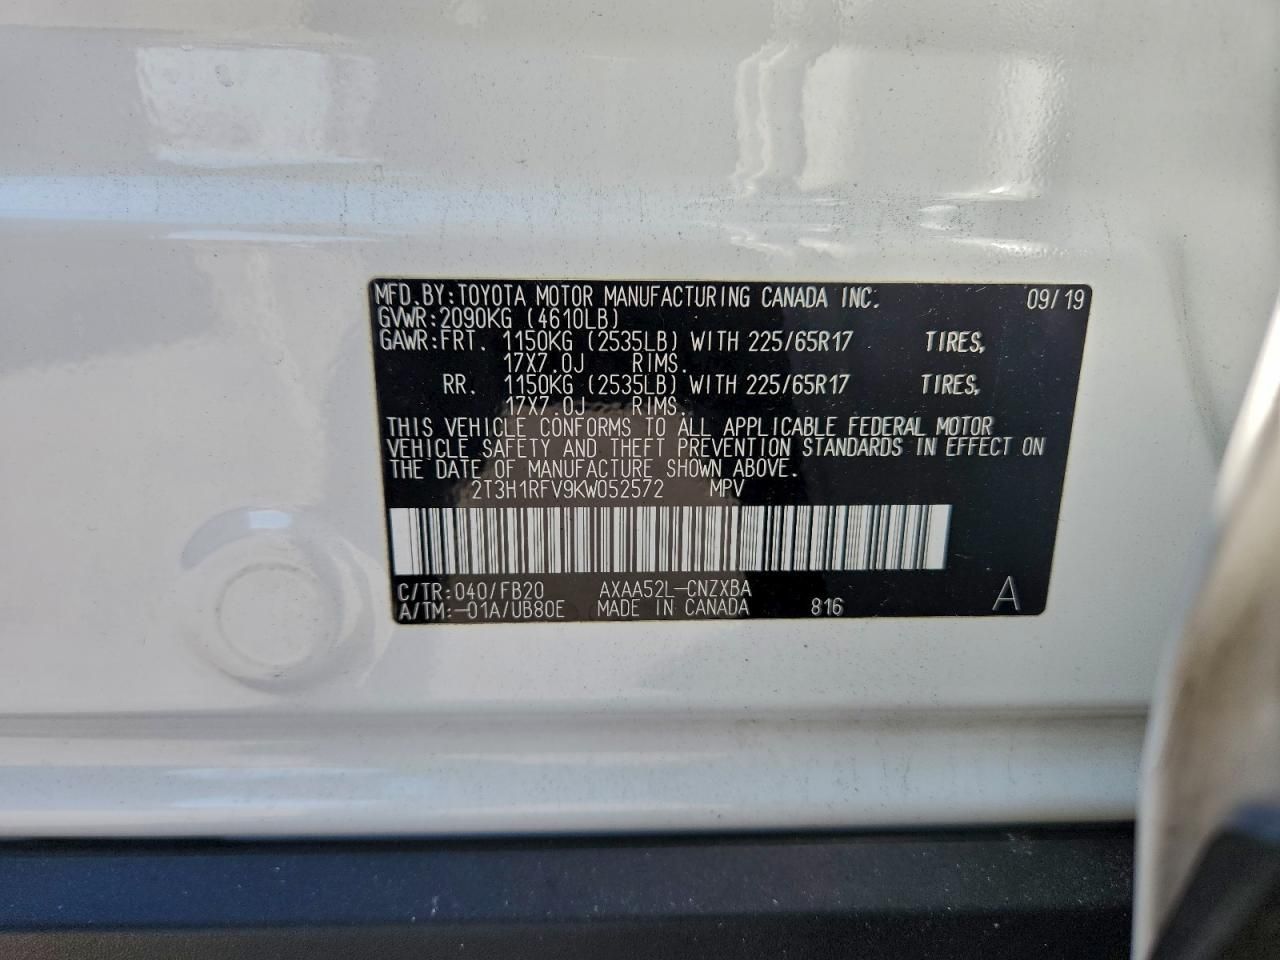 MFD.BY:TOYOTA MOTOR MANUFACTURING CANADA INC. 09/19
GVWR:2090KG (4610LB)
GAWR:FRT. 1150KG (2535LB) WITH 225/65R17 TIRES,
17X7.0J RIMS.
RR. 1150KG (2535LB) WITH 225/65R17 TIRES,
17X7.0J RIMS.
THIS VEHICLE CONFORMS TO ALL APPLICABLE FEDERAL MOTOR
VEHICLE SAFETY AND THEFT PREVENTION STANDARDS IN EFFECT ON
THE DATE OF MANUFACTURE SHOWN ABOVE.
2T3H1RFV9KW052572 MPV
C/TR:040/FB20 AXAA52L-CNZXBA
A/TM:-01A/UB80E MADE IN CANADA 816 A